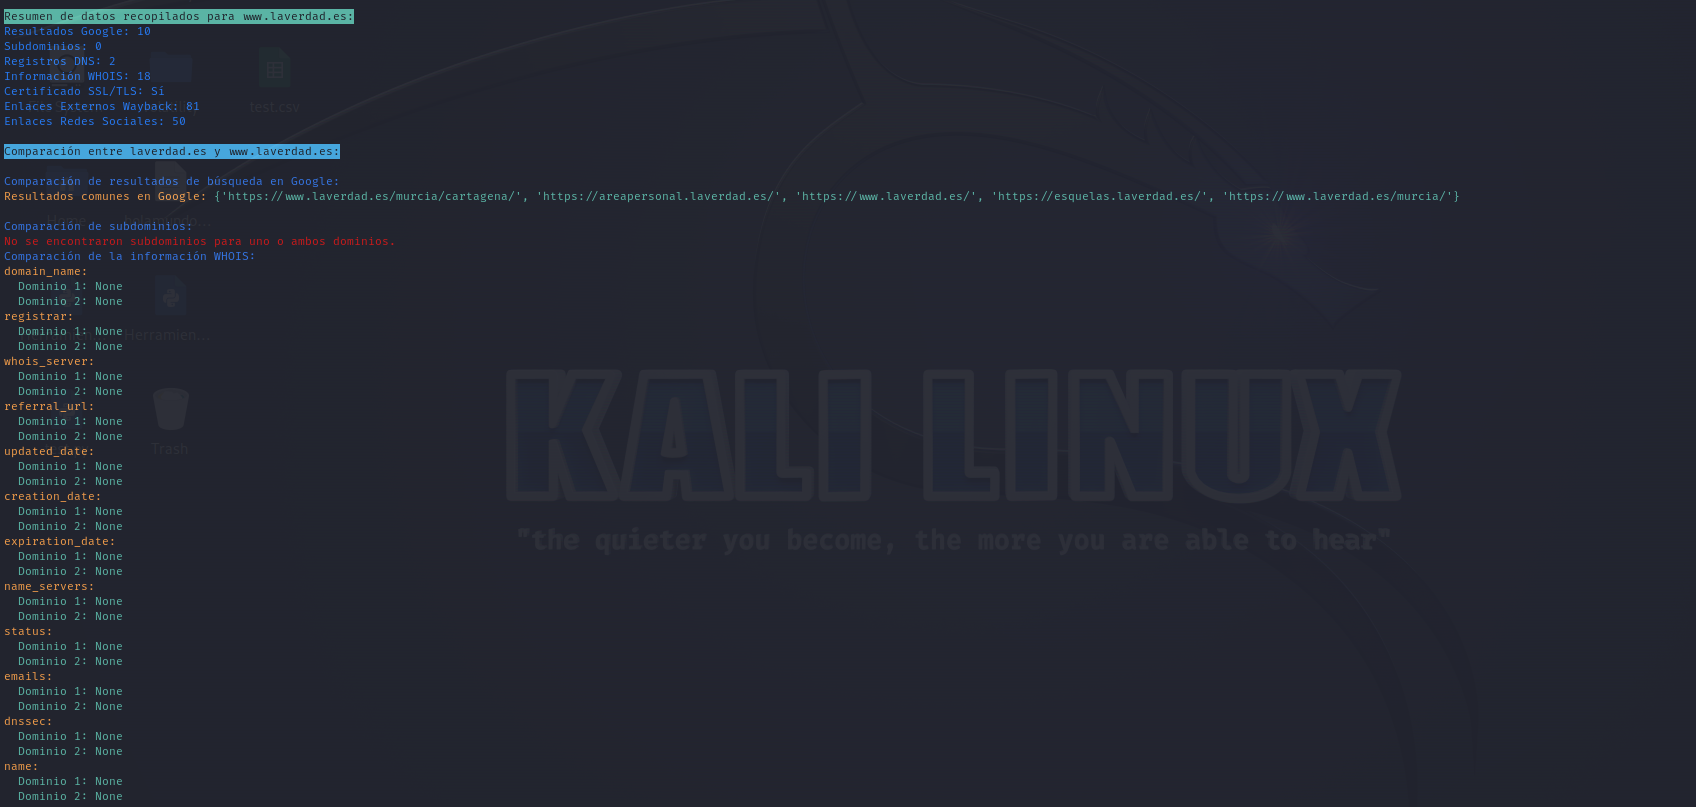 Resumen de datos recopilados para www.laverdad.es:
Resultados Google: 10
Subdominios: 0
Registros DNS: 2
Información WHOIS: 18
Certificado SSL/TLS: Sí
Enlaces Externos Wayback: 81
test.csv
Enlaces Redes Sociales: 50
Comparación entre laverdad.es y www.laverdad.es:
Comparación de resultados de búsqueda en Google:
Resultados comunes en Google: {'https://www.laverdad.es/murcia/cartagena/', 'https://areapersonal.laverdad.es/', 'https://www.laverdad.es/', 'https://esquelas.laverdad.es/', 'https://www.laverdad.es/murcia/'}
Home
Comparación de subdominios:
No se encontraron subdominios para uno o ambos dominios.
Comparación de la información WHOIS:
domain_name:
Dominio 1: None
Dominio 2: None
registrar:
Dominio 1: None
Herramien...
Dominio 2: None
whois_server:
Dominio 1: None
Dominio 2: None
referral_url:
Dominio 1: None
Dominio 2: None
updated_date:
Trash
Dominio 1: None
Dominio 2: None
creation_date:
Dominio 1: None
Dominio 2: None
expiration_date:
Dominio 1: None
Dominio 2: None
name_servers:
Dominio 1: None
Dominio 2: None
status:
Dominio 1: None
Dominio 2: None
emails:
Dominio 1: None
Dominio 2: None
dnssec:
Dominio 1: None
Dominio 2: None
name:
Dominio 1: None
Dominio 2: None
KALI LINUX
"the quieter you become, the more you are able to hear"